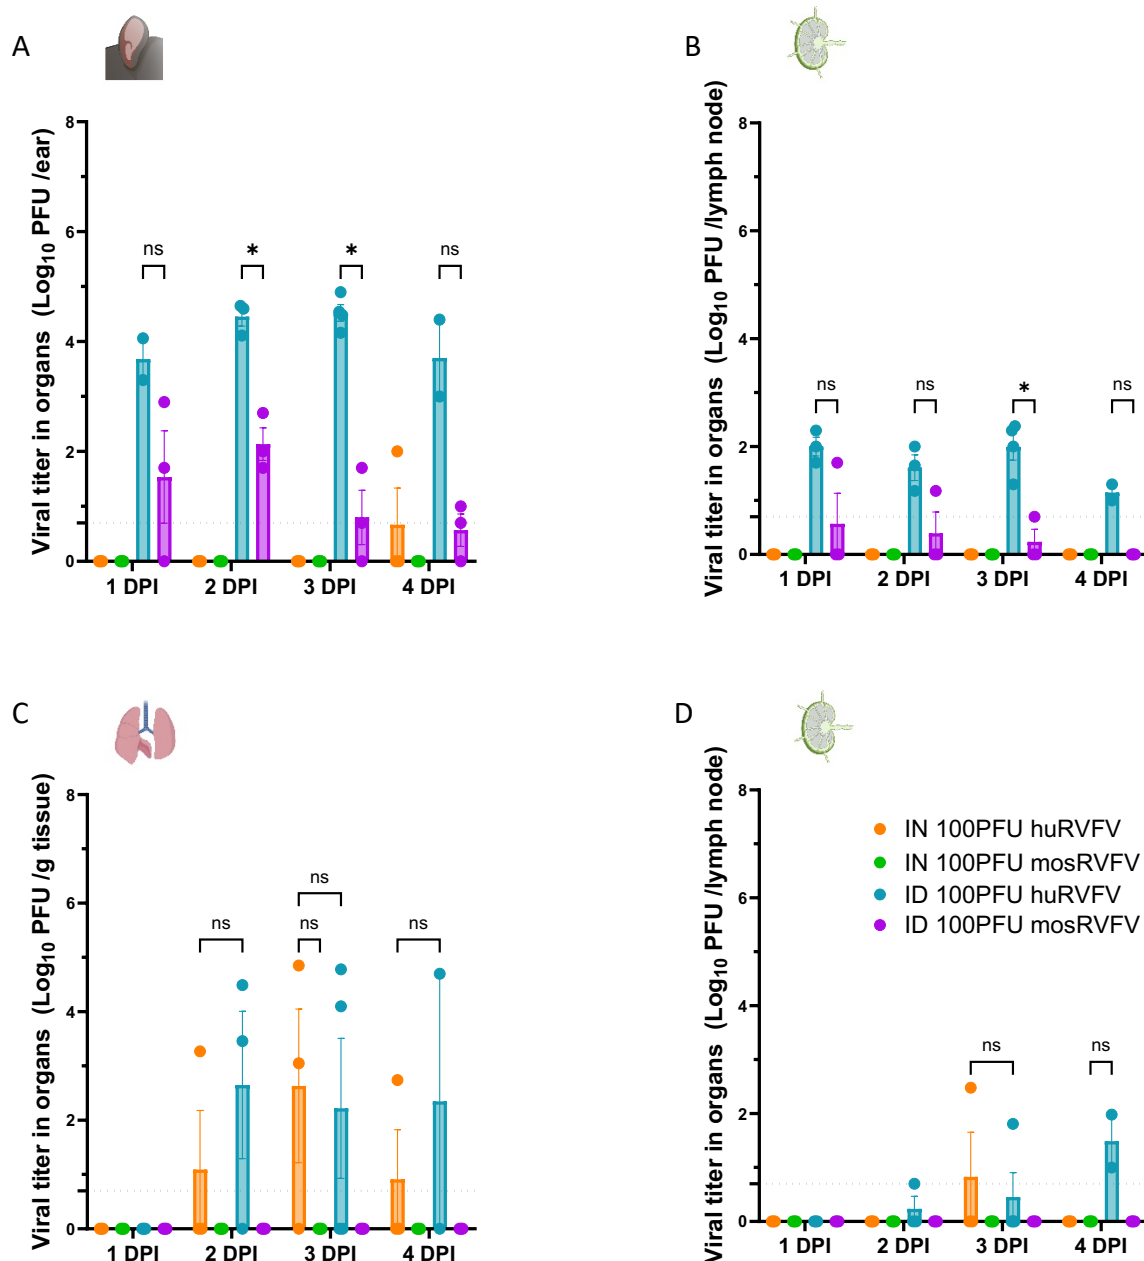 A
Viral titer in organs (Log10 PFU /ear)
8
6
4
2
0
ns
*
*
ns
1 DPI
2 DPI
3 DPI
4 DPI
B
Viral titer in organs (Log10 PFU /lymph node)
8
6
4
2
0
ns
ns
*
ns
1 DPI
2 DPI
3 DPI
4 DPI
C
Viral titer in organs (Log10 PFU /g tissue)
8
6
4
2
0
ns
ns
ns
ns
1 DPI
2 DPI
3 DPI
4 DPI
D
Viral titer in organs (Log10 PFU /lymph node)
8
6
4
2
0
IN 100PFU huRVFV
IN 100PFU mosRVFV
ID 100PFU huRVFV
ID 100PFU mosRVFV
ns
ns
1 DPI
2 DPI
3 DPI
4 DPI